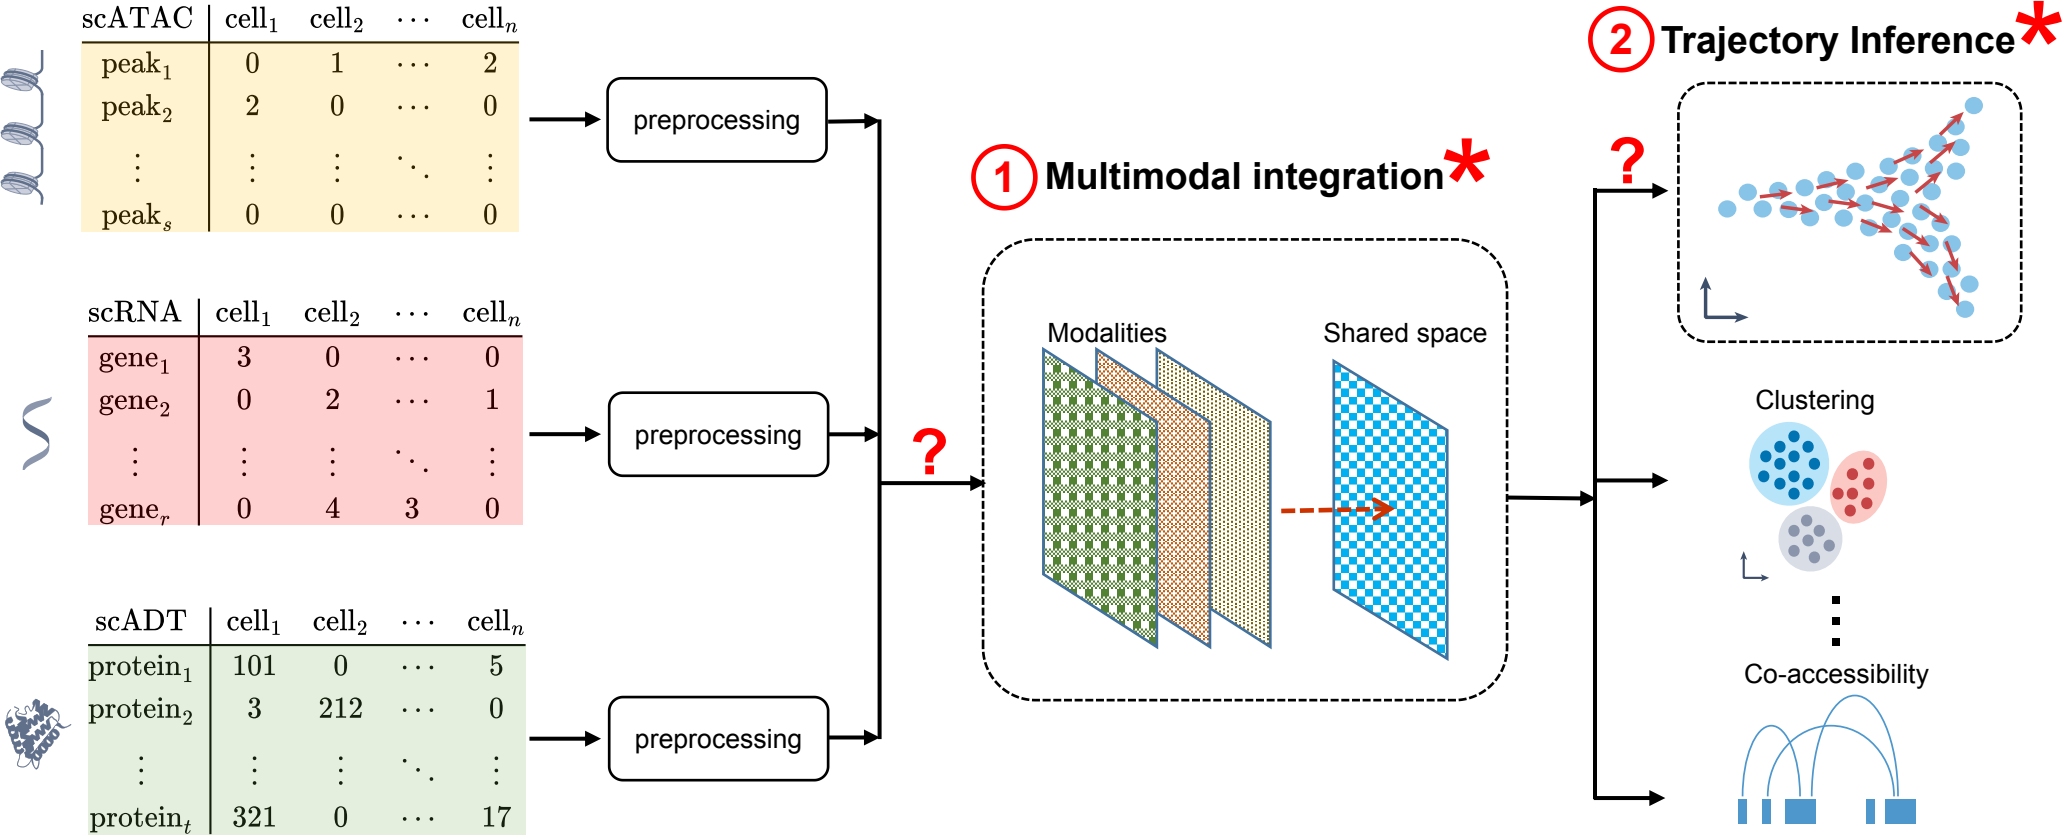 scATAC cell₁ cell₂ ⋯ cellₙ
peak₁ 0 1 ⋯ 2
peak₂ 2 0 ⋯ 0
⋮ ⋮ ⋮ ⋱ ⋮
peakₛ 0 0 ⋯ 0
preprocessing
scRNA cell₁ cell₂ ⋯ cellₙ
gene₁ 3 0 ⋯ 0
gene₂ 0 2 ⋯ 1
⋮ ⋮ ⋮ ⋱ ⋮
geneᵣ 0 4 3 0
preprocessing
scADT cell₁ cell₂ ⋯ cellₙ
protein₁ 101 0 ⋯ 5
protein₂ 3 212 ⋯ 0
⋮ ⋮ ⋮ ⋱ ⋮
proteinₜ 321 0 ⋯ 17
preprocessing
?
① Multimodal integration*
Modalities
Shared space
② Trajectory Inference*
?
Clustering
⋮
Co-accessibility